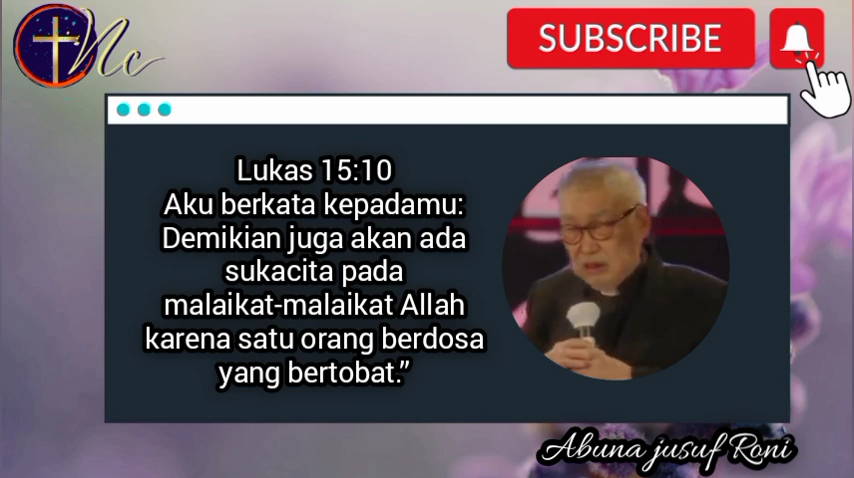 Nc
SUBSCRIBE
Lukas 15:10
Aku berkata kepadamu:
Demikian juga akan ada
sukacita pada
malaikat-malaikat Allah
karena satu orang berdosa
yang bertobat.”
Abuna jusuf Roni